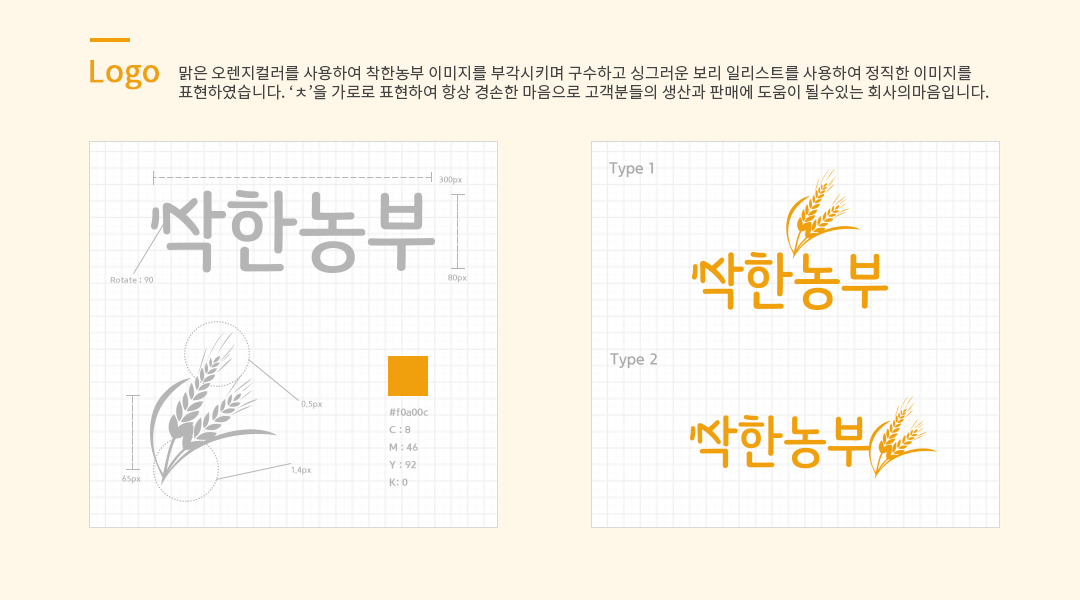 Logo
맑은 오렌지컬러를 사용하여 착한농부 이미지를 부각시키며 구수하고 싱그러운 보리 일리스트를 사용하여 정직한 이미지를
표현하였습니다. ‘ㅊ’을 가로로 표현하여 항상 경손한 마음으로 고객분들의 생산과 판매에 도움이 될수있는 회사의마음입니다.
300px
착한농부
Rotate : 90
80px
0.5px
65px
1.4px
#f0a00c
C : 8
M : 46
Y : 92
K: 0
Type 1
착한농부
Type 2
착한농부